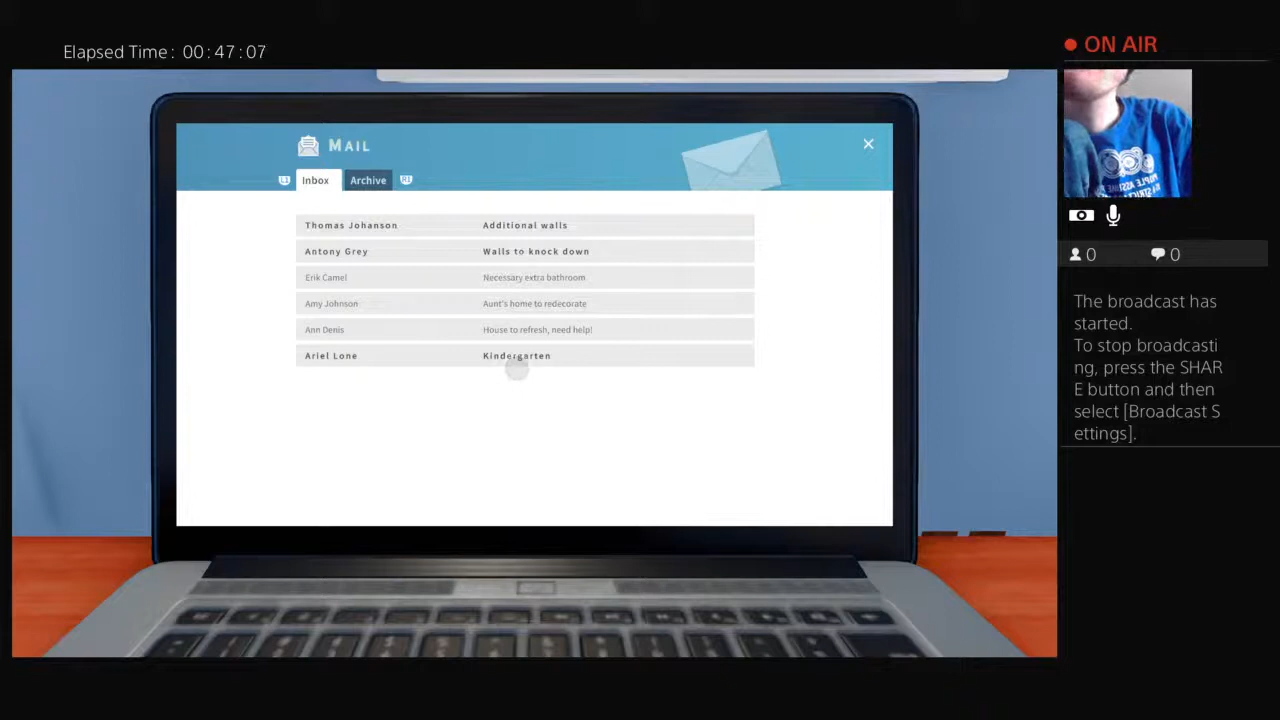 Elapsed Time: 00:47:07
ON AIR
MAIL
L1 Inbox Archive R1
Thomas Johanson Additional walls
Antony Grey Walls to knock down
Erik Camel Necessary extra bathroom
Amy Johnson Aunt's home to redecorate
Ann Denis House to refresh, need help!
Ariel Lone Kindergarten
0 0
The broadcast has
started.
To stop broadcasti
ng, press the SHAR
E button and then
select [Broadcast S
ettings].